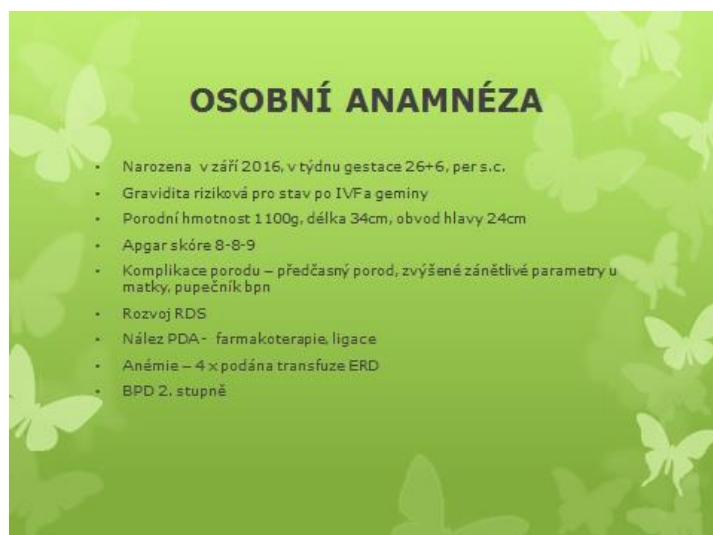 OSOBNÍ ANAMNÉZA
• Narozena v září 2016, v týdnu gestace 26+6, per s.c.
• Gravidita riziková pro stav po IVFa geminy
• Porodní hmotnost 1100g, délka 34cm, obvod hlavy 24cm
• Apgar skóre 8-8-9
• Komplikace porodu – předčasný porod, zvýšené zánětlivé parametry u
matky, pupečník bpn
• Rozvoj RDS
• Nález PDA - farmakoterapie, ligace
• Anémie – 4 x podána transfuze ERD
• BPD 2. stupně